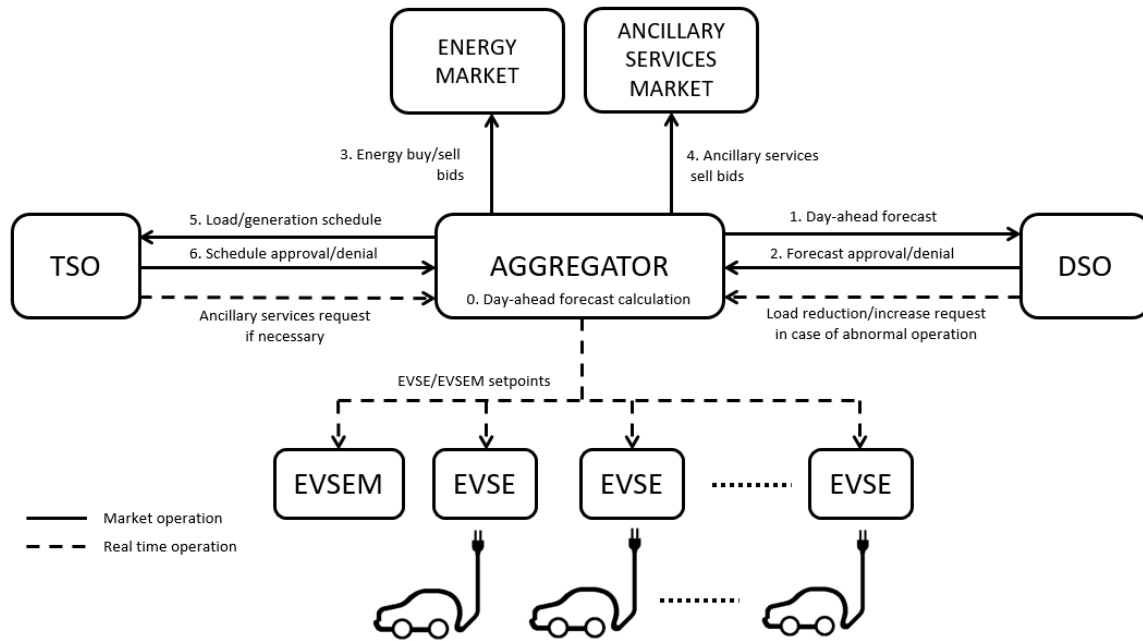 ENERGY
MARKET
ANCILLARY
SERVICES
MARKET
3. Energy buy/sell
bids
4. Ancillary services
sell bids
TSO
5. Load/generation schedule
6. Schedule approval/denial
Ancillary services request
if necessary
AGGREGATOR
0. Day-ahead forecast calculation
1. Day-ahead forecast
2. Forecast approval/denial
Load reduction/increase request
in case of abnormal operation
DSO
EVSE/EVSEM setpoints
EVSEM
EVSE
EVSE
EVSE
Market operation
Real time operation